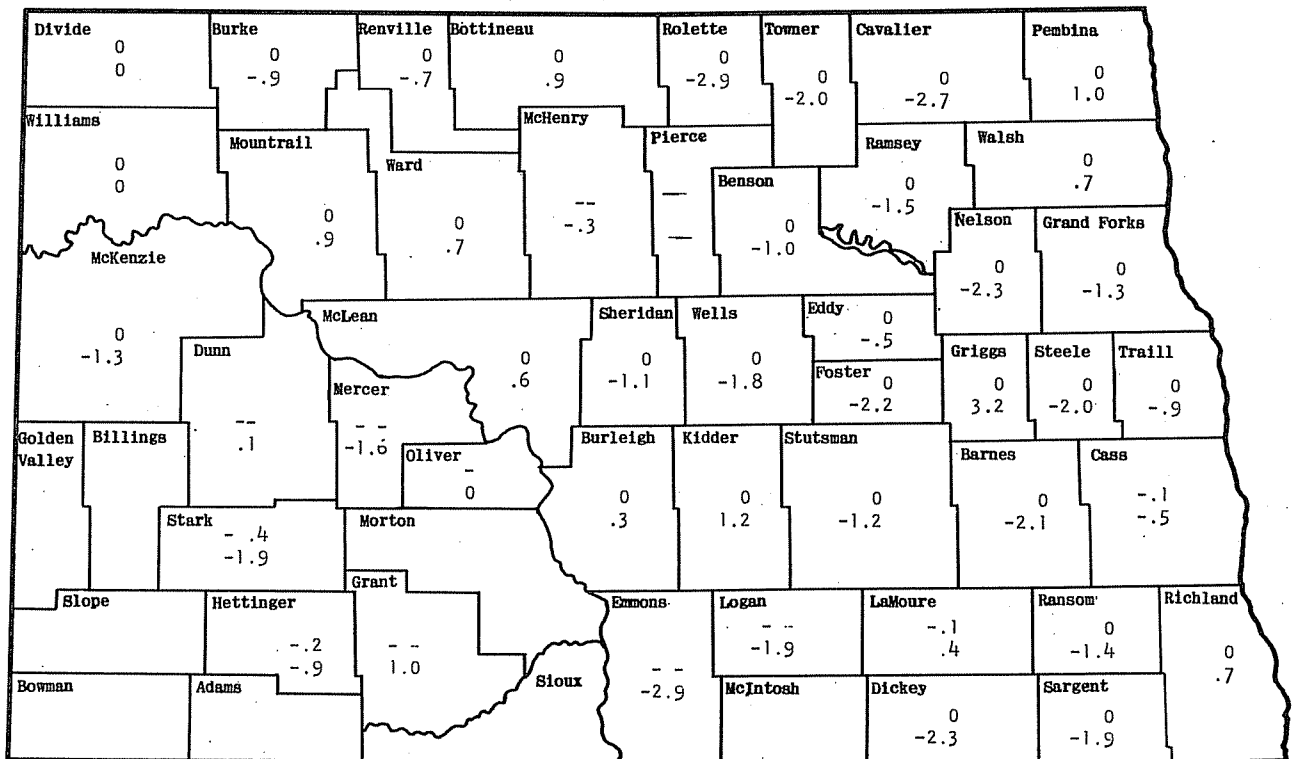 Divide
0
0
Burke
0
-.9
Renville
0
-.7
Bottineau
0
.9
Rolette
0
-2.9
Towner
0
-2.0
Cavalier
0
-2.7
Pembina
0
1.0
Williams
0
0
Mountrail
0
.9
Ward
0
.7
McHenry
--
-.3
Pierce
—
—
Benson
0
-1.0
Ramsey
0
-1.5
Walsh
0
.7
Nelson
0
-2.3
Grand Forks
0
-1.3
McKenzie
0
-1.3
Dunn
--
.1
McLean
0
.6
Mercer
--
-1.6
Oliver
-
0
Sheridan
0
-1.1
Wells
0
-1.8
Eddy
0
-.5
Foster
0
-2.2
Griggs
0
3.2
Steele
0
-2.0
Traill
0
-.9
Golden
Valley
Billings
Stark
- .4
-1.9
Morton
Burleigh
0
.3
Kidder
0
1.2
Stutsman
0
-1.2
Barnes
0
-2.1
Cass
-.1
-.5
Slope
Hettinger
-.2
-.9
Grant
--
1.0
Sioux
Emmons
--
-2.9
Logan
--
-1.9
LaMoure
-.1
.4
Ransom
0
-1.4
Richland
0
.7
Bowman
Adams
McIntosh
Dickey
0
-2.3
Sargent
0
-1.9